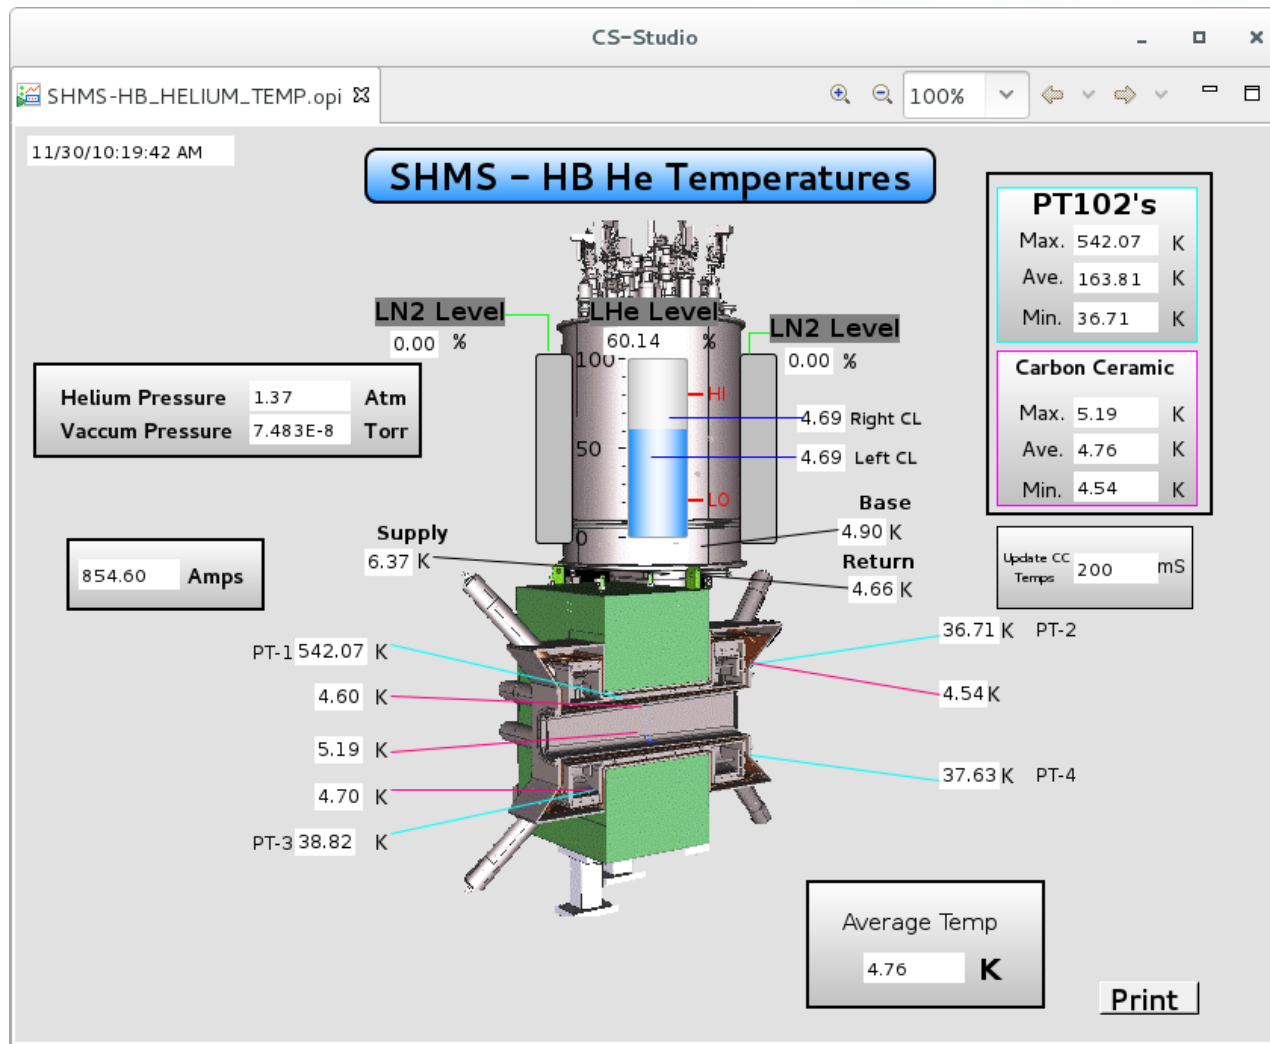 CS-Studio
SHMS-HB_HELIUM_TEMP.opi
100%
11/30/10:19:42 AM
SHMS - HB He Temperatures
PT102's
Max. 542.07 K
Ave. 163.81 K
Min. 36.71 K
Carbon Ceramic
Max. 5.19 K
Ave. 4.76 K
Min. 4.54 K
Update CC Temps 200 mS
LN2 Level
0.00 %
LHe Level
60.14 %
LN2 Level
0.00 %
100
50
0
HI
LO
Helium Pressure 1.37 Atm
Vaccum Pressure 7.483E-8 Torr
4.69 Right CL
4.69 Left CL
Base
4.90 K
Return
4.66 K
Supply
6.37 K
854.60 Amps
PT-1 542.07 K
4.60 K
5.19 K
4.70 K
PT-3 38.82 K
36.71 K PT-2
4.54 K
37.63 K PT-4
Average Temp
4.76 K
Print